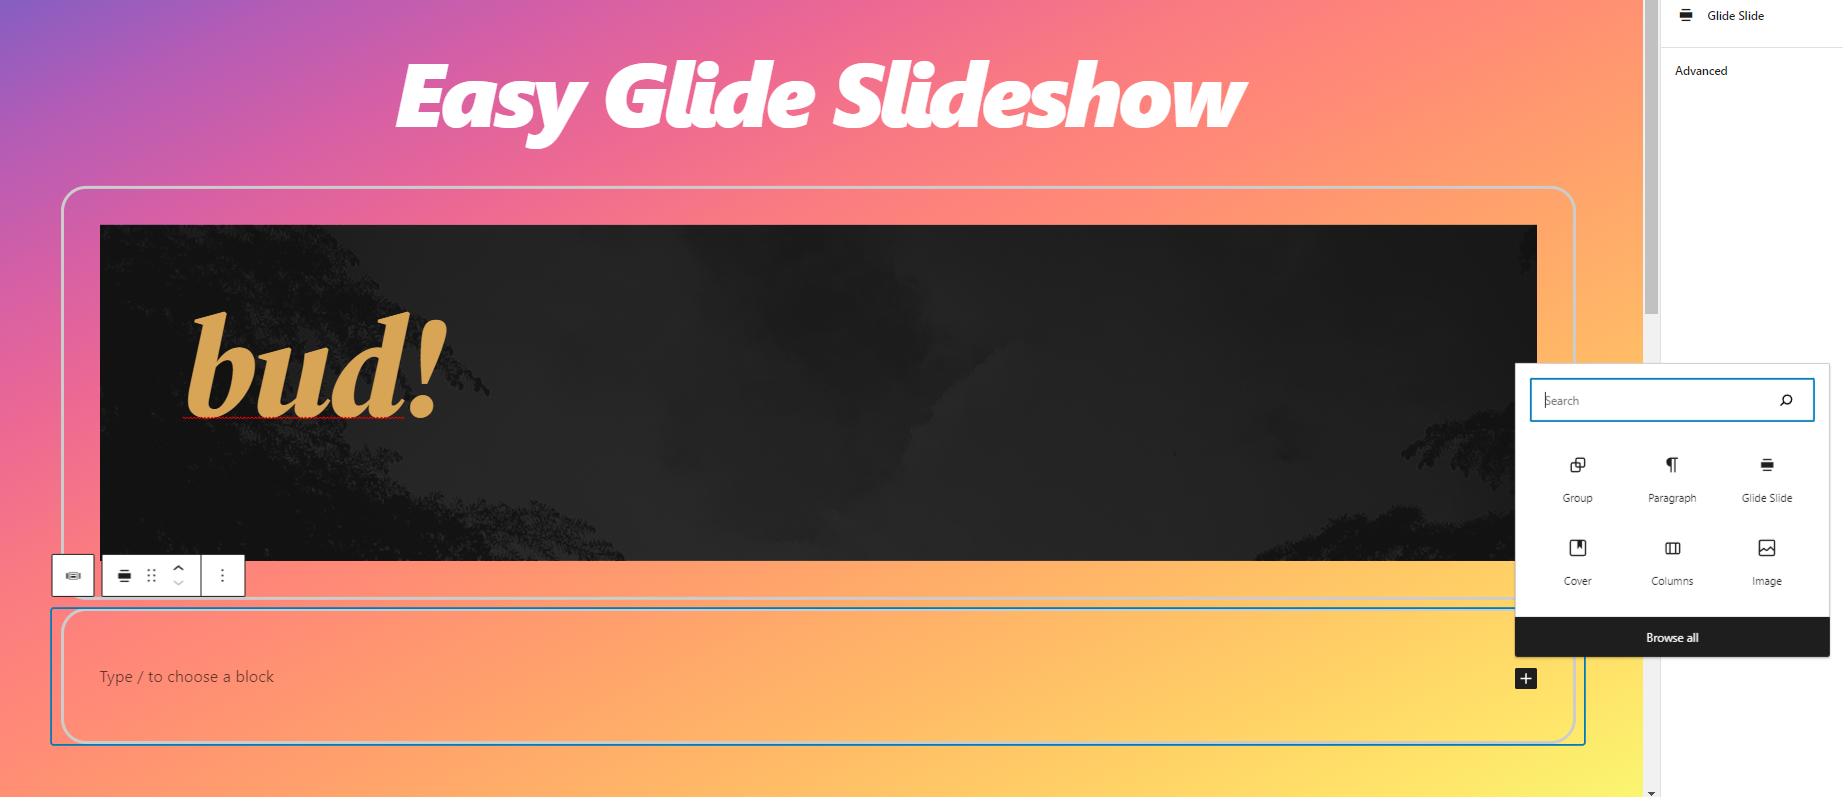 Glide Slide
Advanced
Easy Glide Slideshow
bud!
Search
Group Paragraph Glide Slide
Cover Columns Image
Browse all
Type / to choose a block